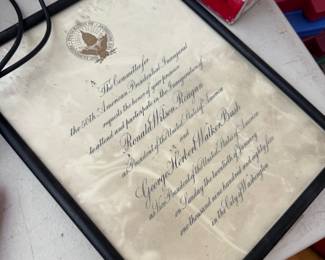 The Committee for
the 50th American Presidential Inaugural
requests the honor of your presence
to attend and participate in the Inauguration of
Ronald Wilson Reagan
as President of the United States of America
and
George Herbert Walker Bush
as Vice President of the United States of America
on Sunday the twentieth of January
one thousand nine hundred and eighty five
in the City of Washington